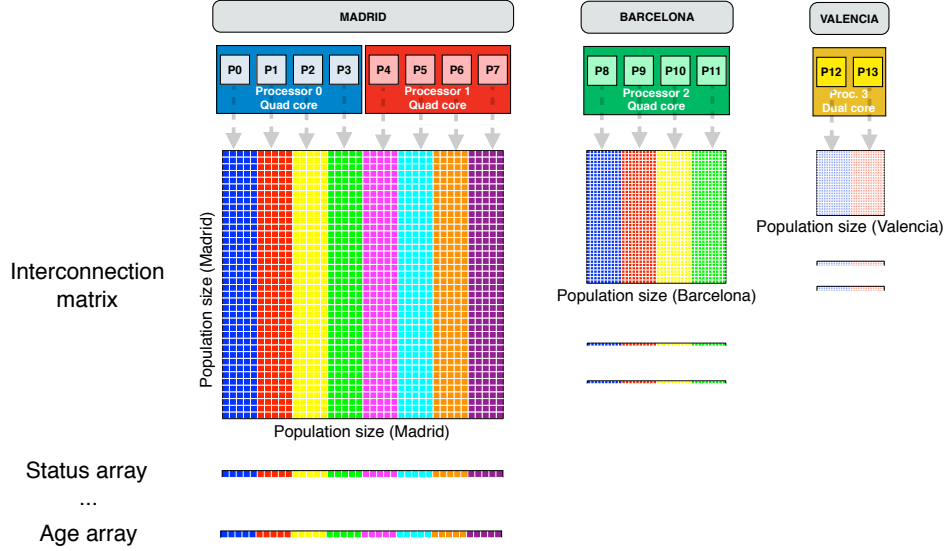 MADRID
BARCELONA
VALENCIA
P0 P1 P2 P3 P4 P5 P6 P7
P8 P9 P10 P11
P12 P13
Processor 0
Quad core
Processor 1
Quad core
Processor 2
Quad core
Proc. 3
Dual core
Interconnection
matrix
Population size (Madrid)
Population size (Madrid)
Population size (Barcelona)
Population size (Valencia)
Status array
...
Age array